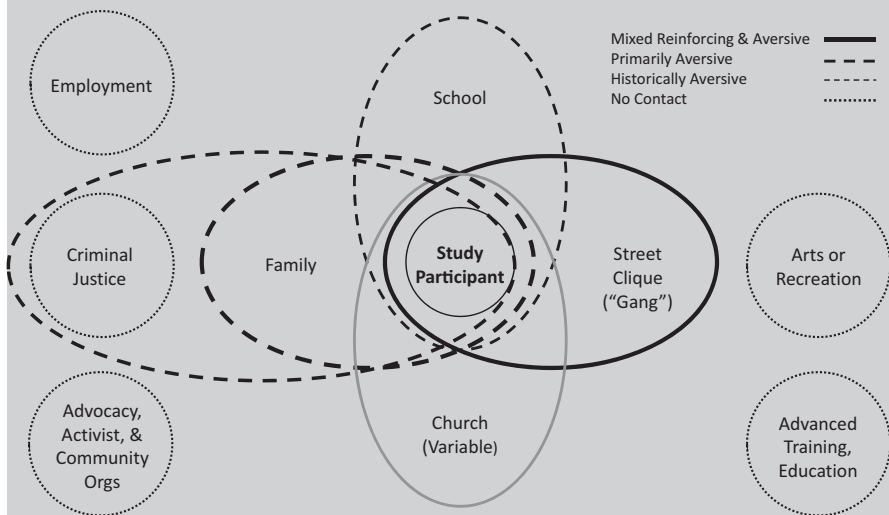 Mixed Reinforcing & Aversive
Primarily Aversive
Historically Aversive
No Contact
Employment
School
Criminal
Justice
Family
Study
Participant
Street
Clique
(“Gang”)
Arts or
Recreation
Advocacy,
Activist, &
Community
Orgs
Church
(Variable)
Advanced
Training,
Education